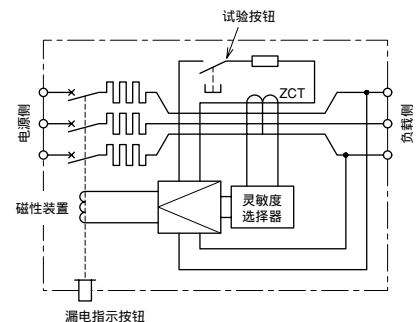 试验按钮
ZCT
电源侧
负载侧
磁性装置
灵敏度
选择器
漏电指示按钮